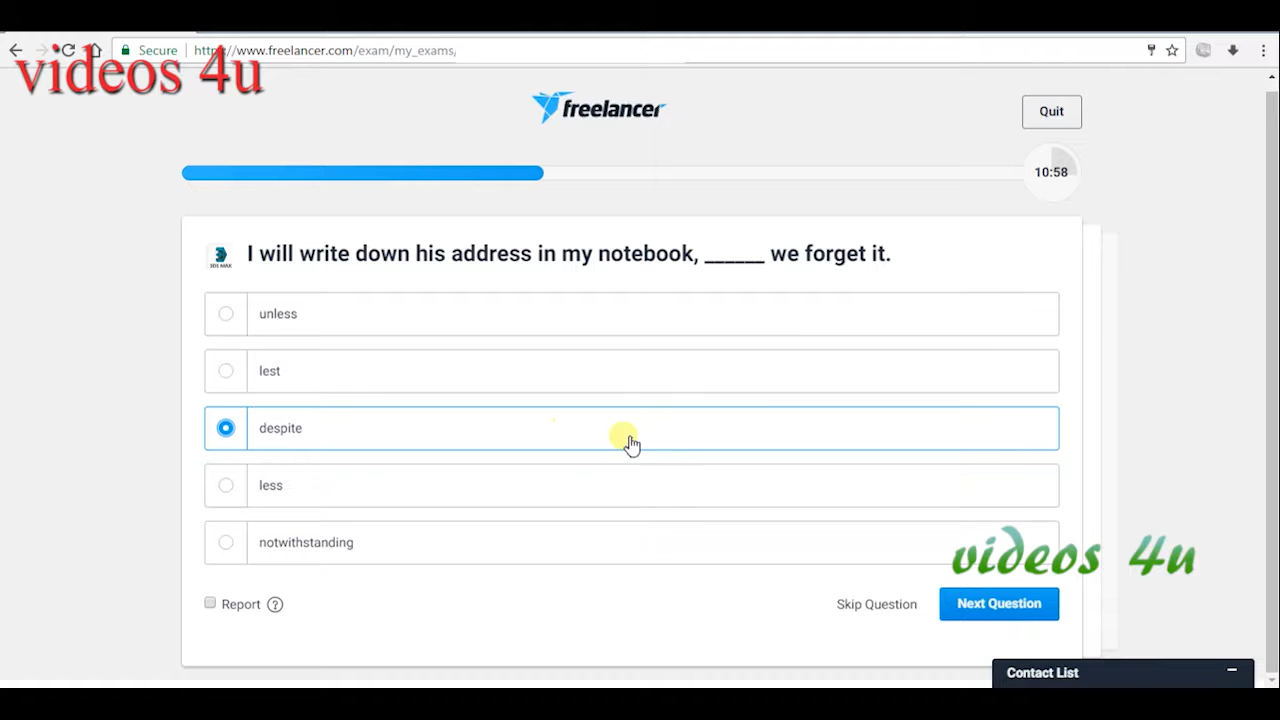 Secure https://www.freelancer.com/exam/my_exams,
videos 4u
freelancer
Quit
10:58
I will write down his address in my notebook, ______ we forget it.
3DS MAX
unless
lest
despite
less
notwithstanding
videos 4u
Report ?
Skip Question
Next Question
Contact List